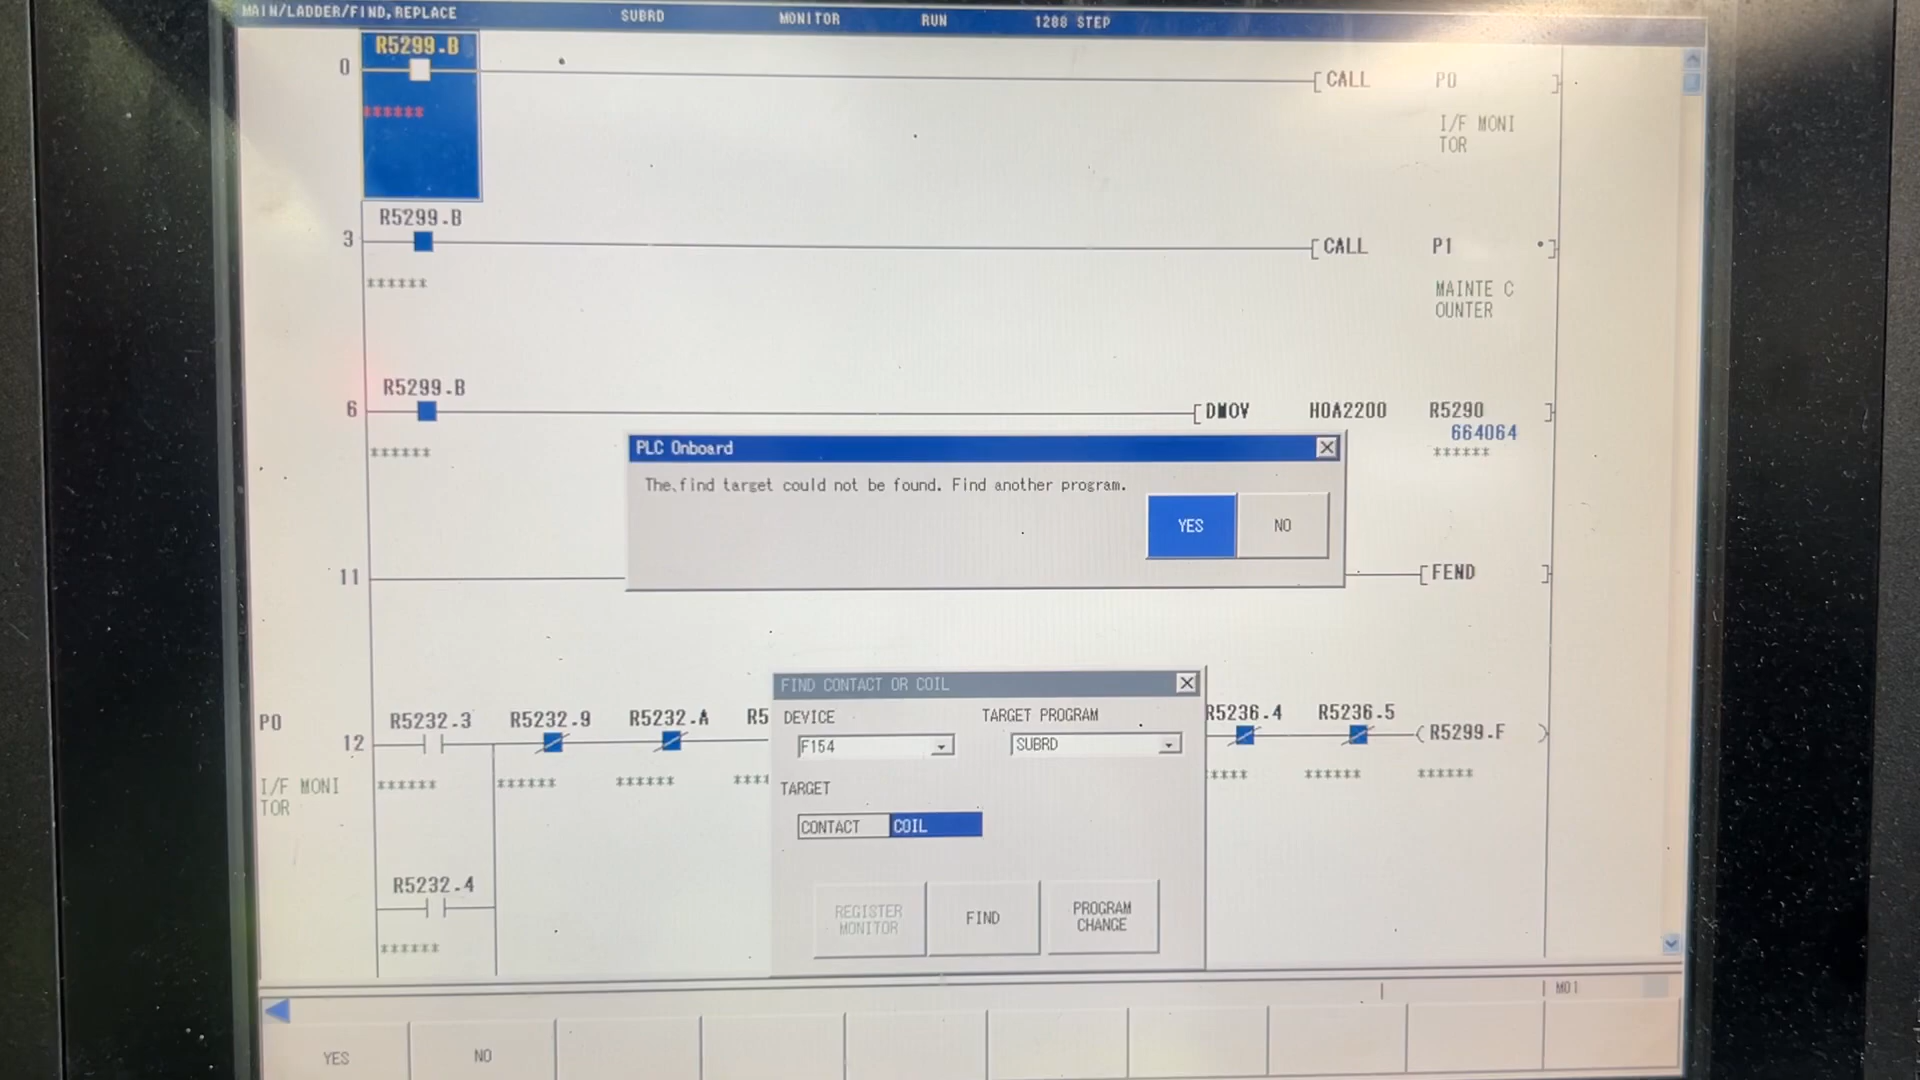 MAIN/LADDER/FIND,REPLACE SUBRD MONITOR RUN 1288 STEP
R5299.B
0 [ CALL P0 ]
******
I/F MONI
TOR
R5299.B
3 [ CALL P1 ]
******
MAINTE C
OUNTER
R5299.B
6 [ DMOV H0A2200 R5290 ]
664064
****** ******
PLC Onboard
The find target could not be found. Find another program.
YES NO
11 [ FEND ]
FIND CONTACT OR COIL
DEVICE TARGET PROGRAM
F154 SUBRD
TARGET
CONTACT COIL
REGISTER
MONITOR
FIND
PROGRAM
CHANGE
P0 R5232.3 R5232.9 R5232.A R5 R5236.4 R5236.5
12 ( R5299.F )
****** ****** ****** **** **** ****** ******
I/F MONI
TOR
R5232.4
******
M01
YES NO